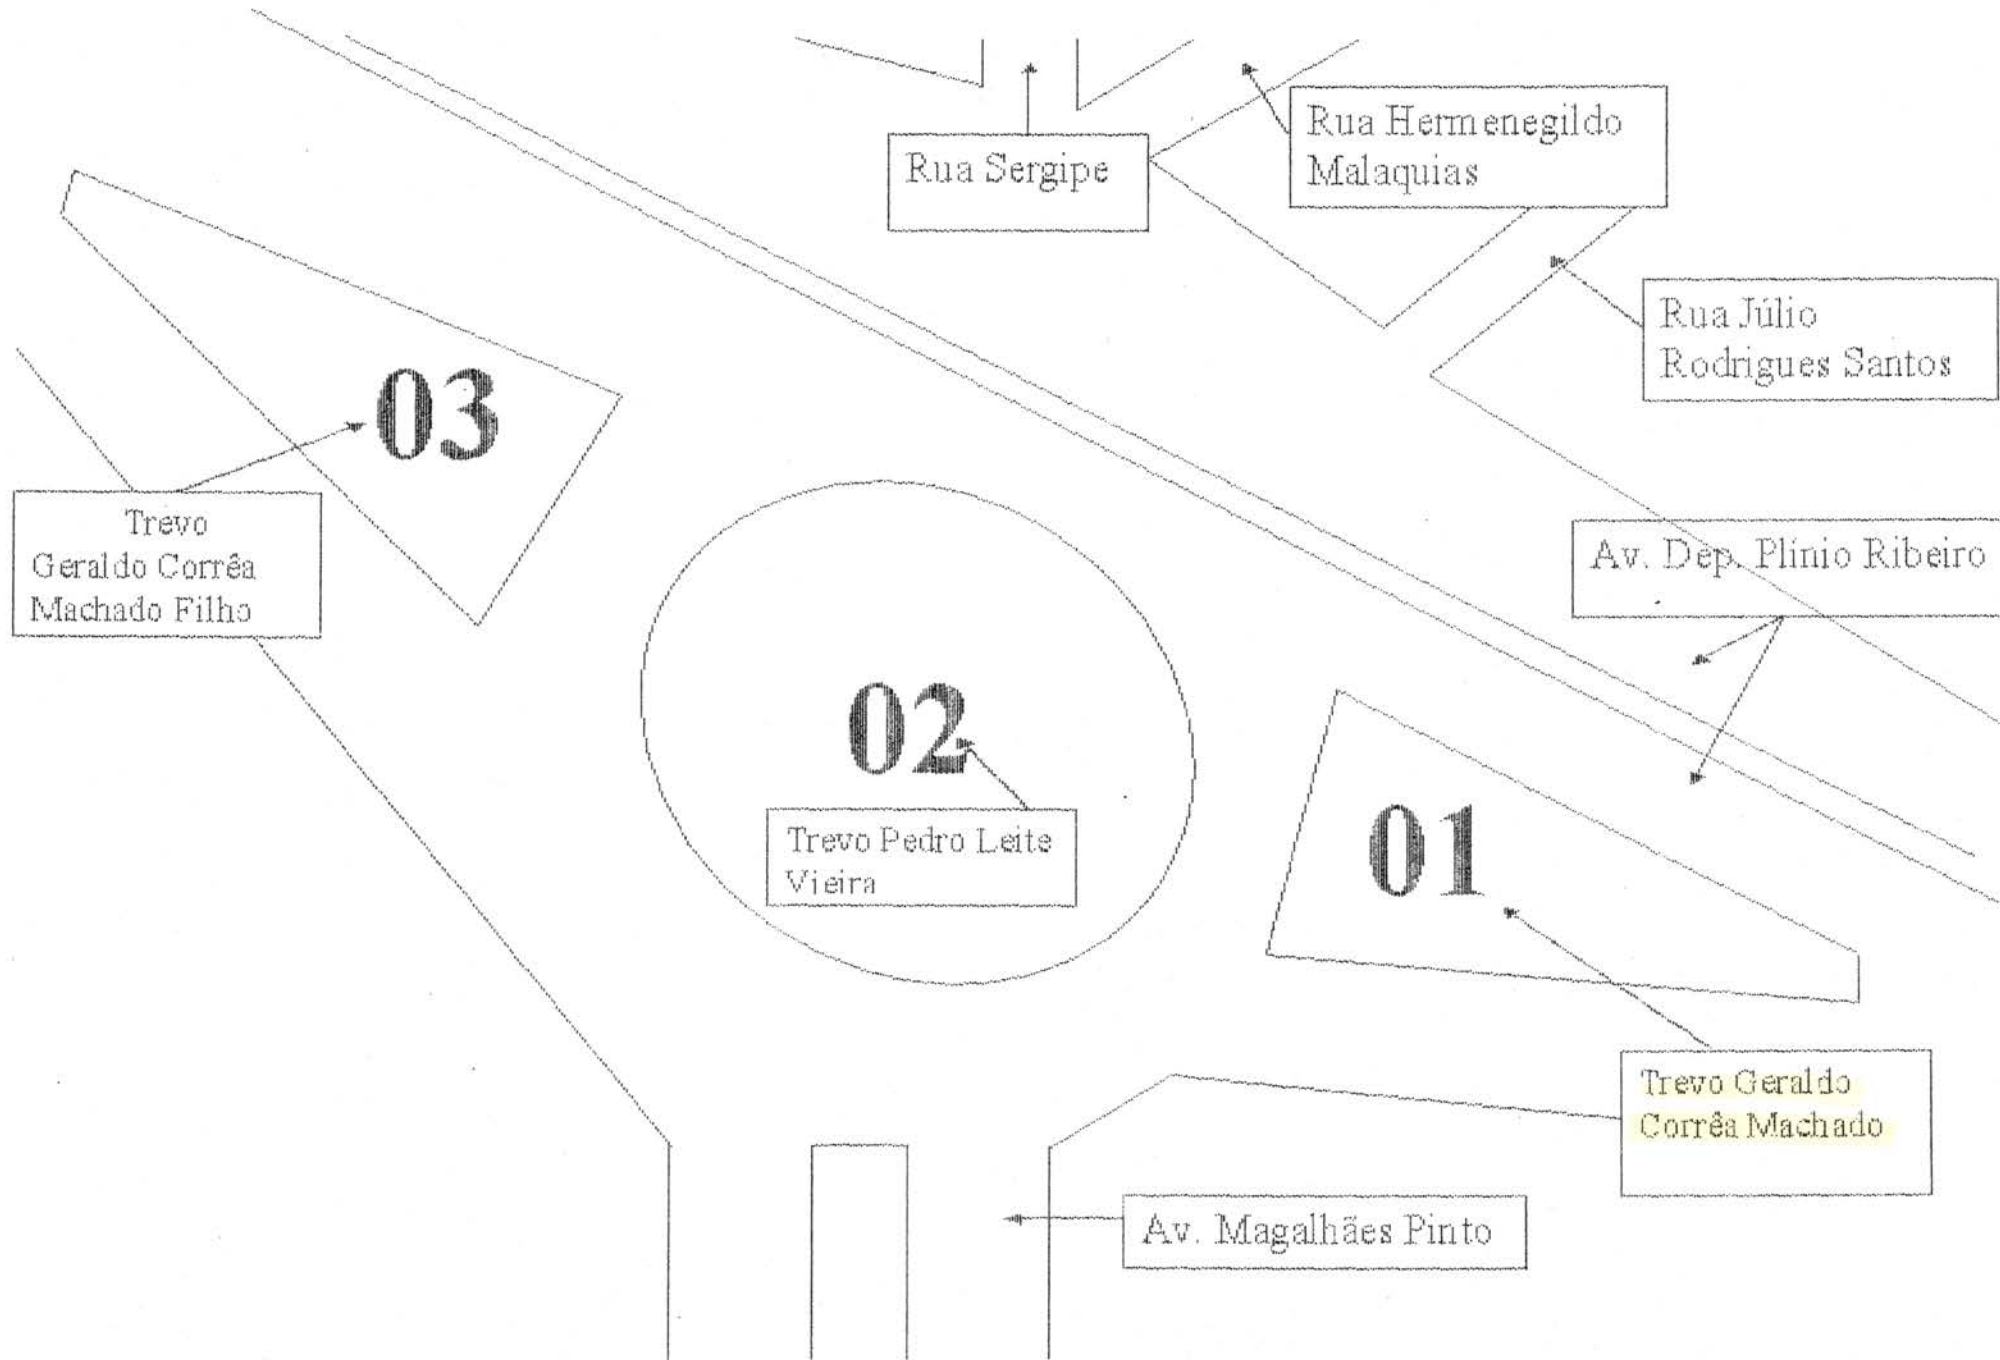 Rua Sergipe
Rua Hermenegildo
Malaquias
Rua Júlio
Rodrigues Santos
03
Trevo
Geraldo Corrêa
Machado Filho
Av. Dep. Plínio Ribeiro
02
Trevo Pedro Leite
Vieira
01
Trevo Geraldo
Corrêa Machado
Av. Magalhães Pinto